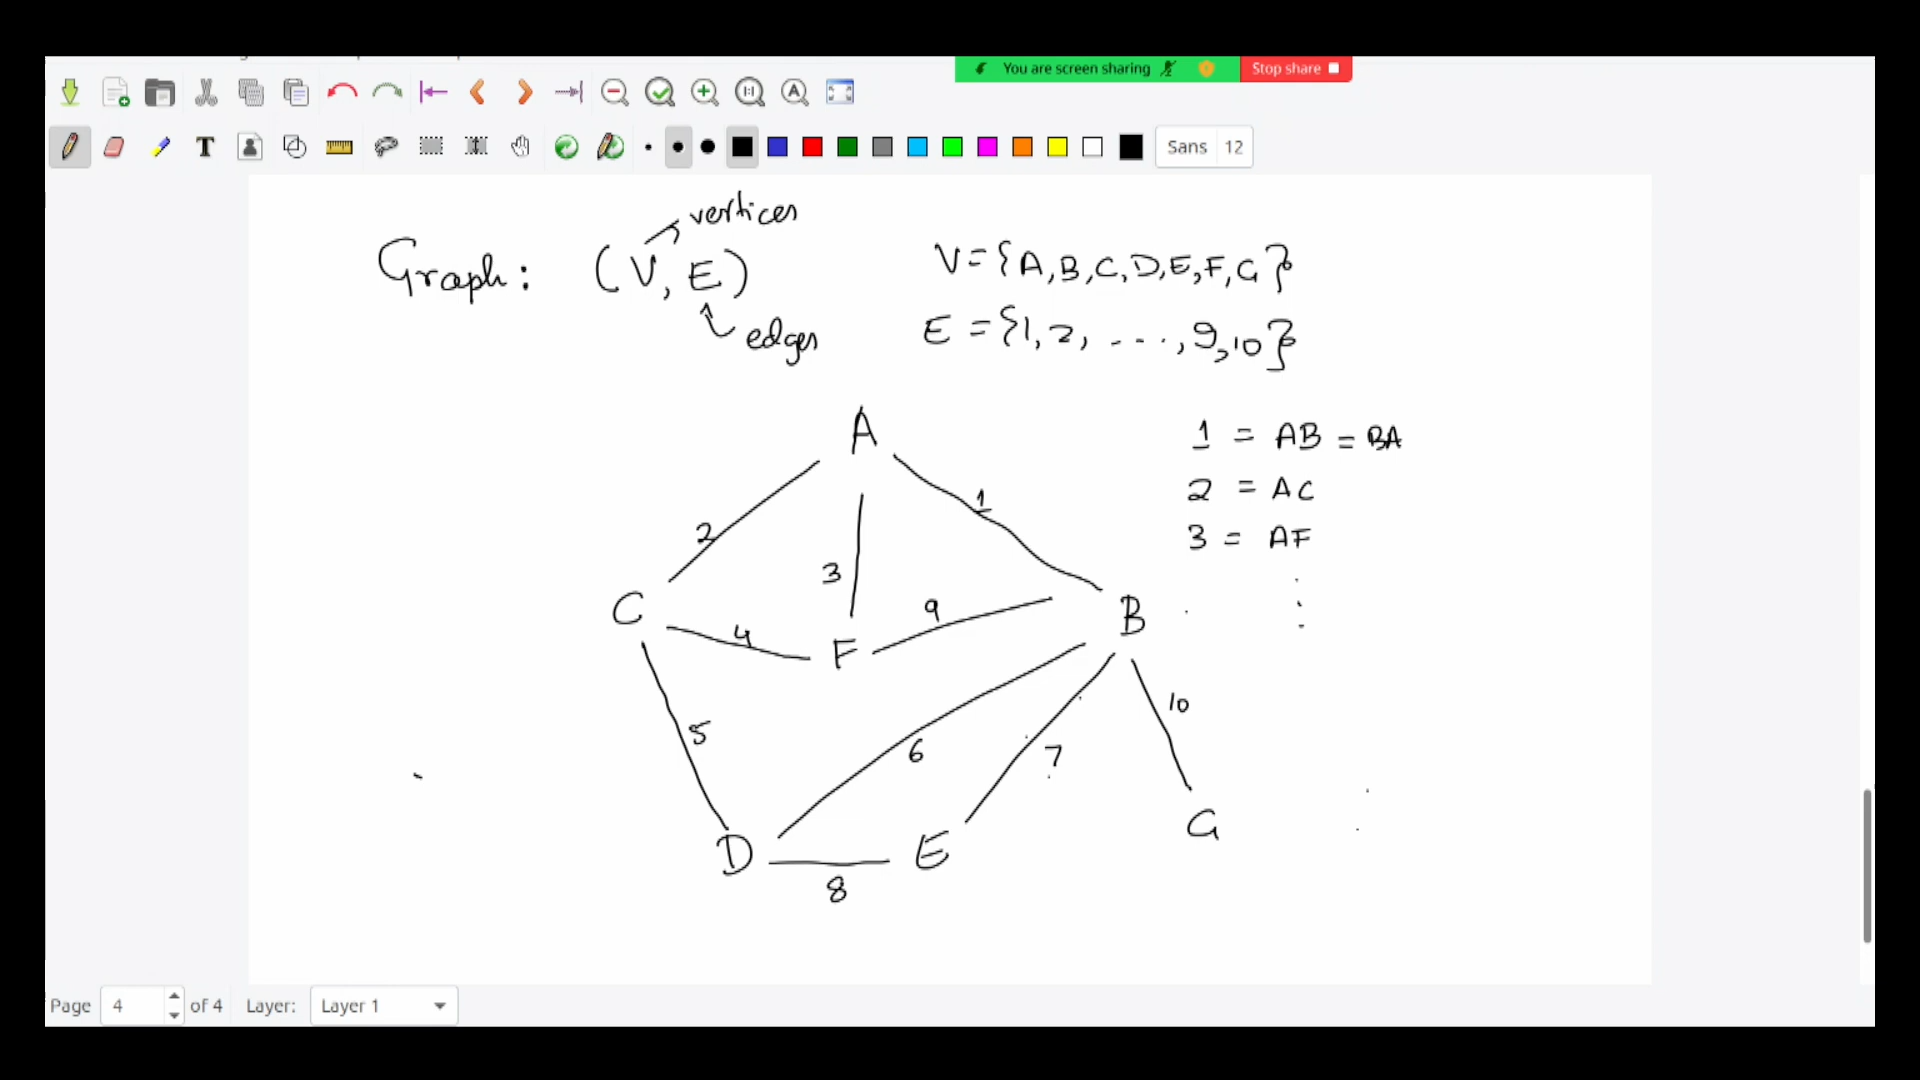 You are screen sharing Stop share
T Sans 12
vertices
Graph: (V, E) V={A,B,C,D,E,F,G}
edges E={1,2, ...,9,10}
A
1 = AB = BA
2 = AC
3 = AF
1
2
3
C
4
F
9
B
5
6
7
10
D
8
E
G
Page 4 of 4 Layer: Layer 1